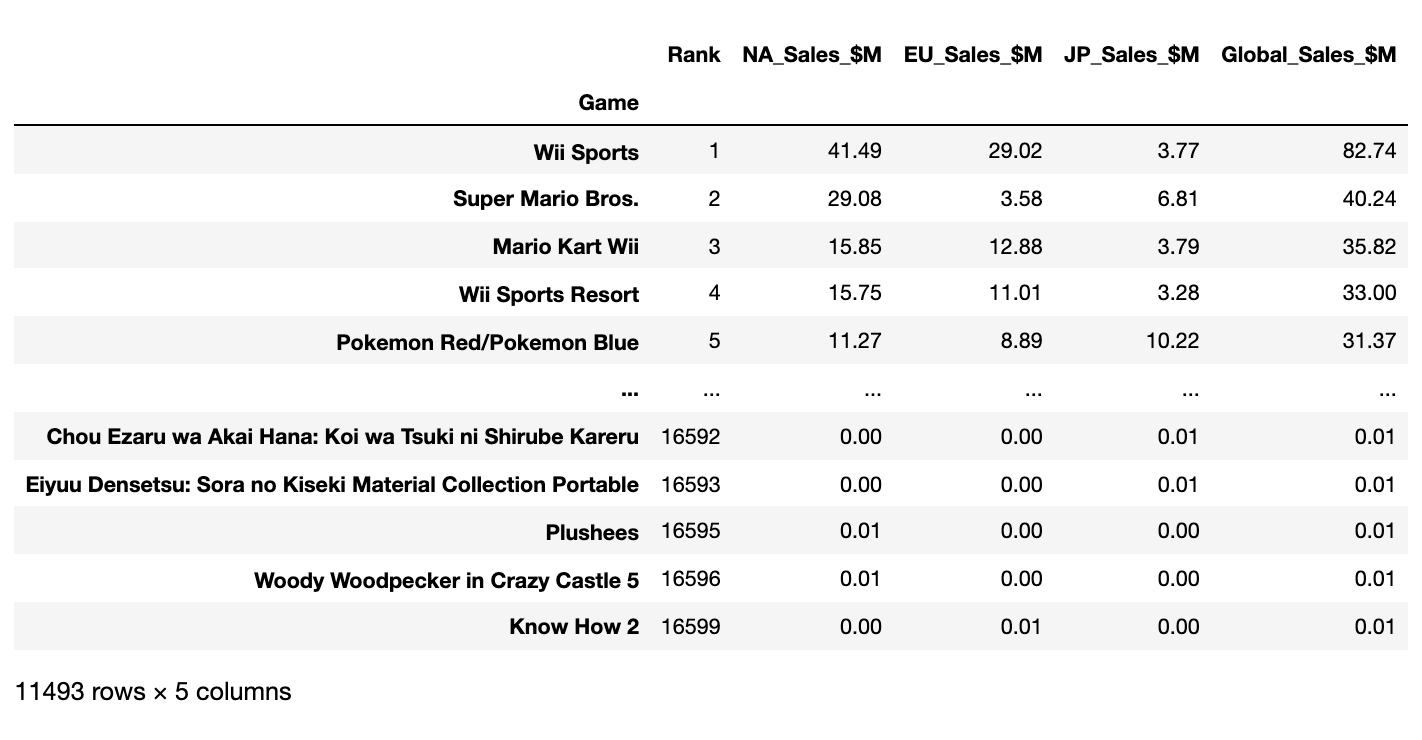 Rank NA_Sales_$M EU_Sales_$M JP_Sales_$M Global_Sales_$M
Game
Wii Sports 1 41.49 29.02 3.77 82.74
Super Mario Bros. 2 29.08 3.58 6.81 40.24
Mario Kart Wii 3 15.85 12.88 3.79 35.82
Wii Sports Resort 4 15.75 11.01 3.28 33.00
Pokemon Red/Pokemon Blue 5 11.27 8.89 10.22 31.37
... ... ... ... ... ...
Chou Ezaru wa Akai Hana: Koi wa Tsuki ni Shirube Kareru 16592 0.00 0.00 0.01 0.01
Eiyuu Densetsu: Sora no Kiseki Material Collection Portable 16593 0.00 0.00 0.01 0.01
Plushees 16595 0.01 0.00 0.00 0.01
Woody Woodpecker in Crazy Castle 5 16596 0.01 0.00 0.00 0.01
Know How 2 16599 0.00 0.01 0.00 0.01
11493 rows × 5 columns